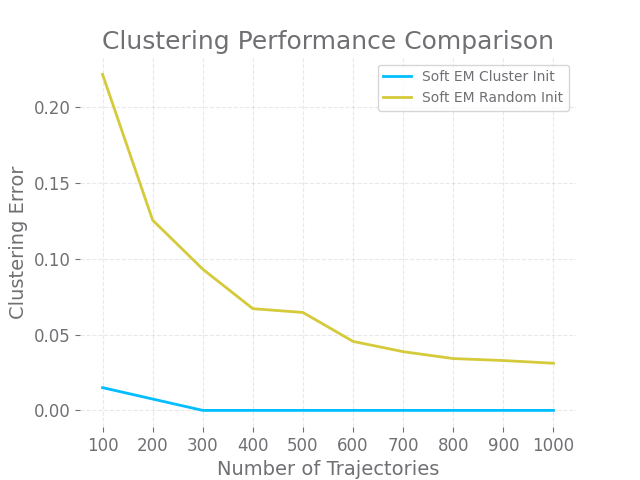 Clustering Performance Comparison
Soft EM Cluster Init
Soft EM Random Init
Clustering Error
0.20
0.15
0.10
0.05
0.00
100 200 300 400 500 600 700 800 900 1000
Number of Trajectories